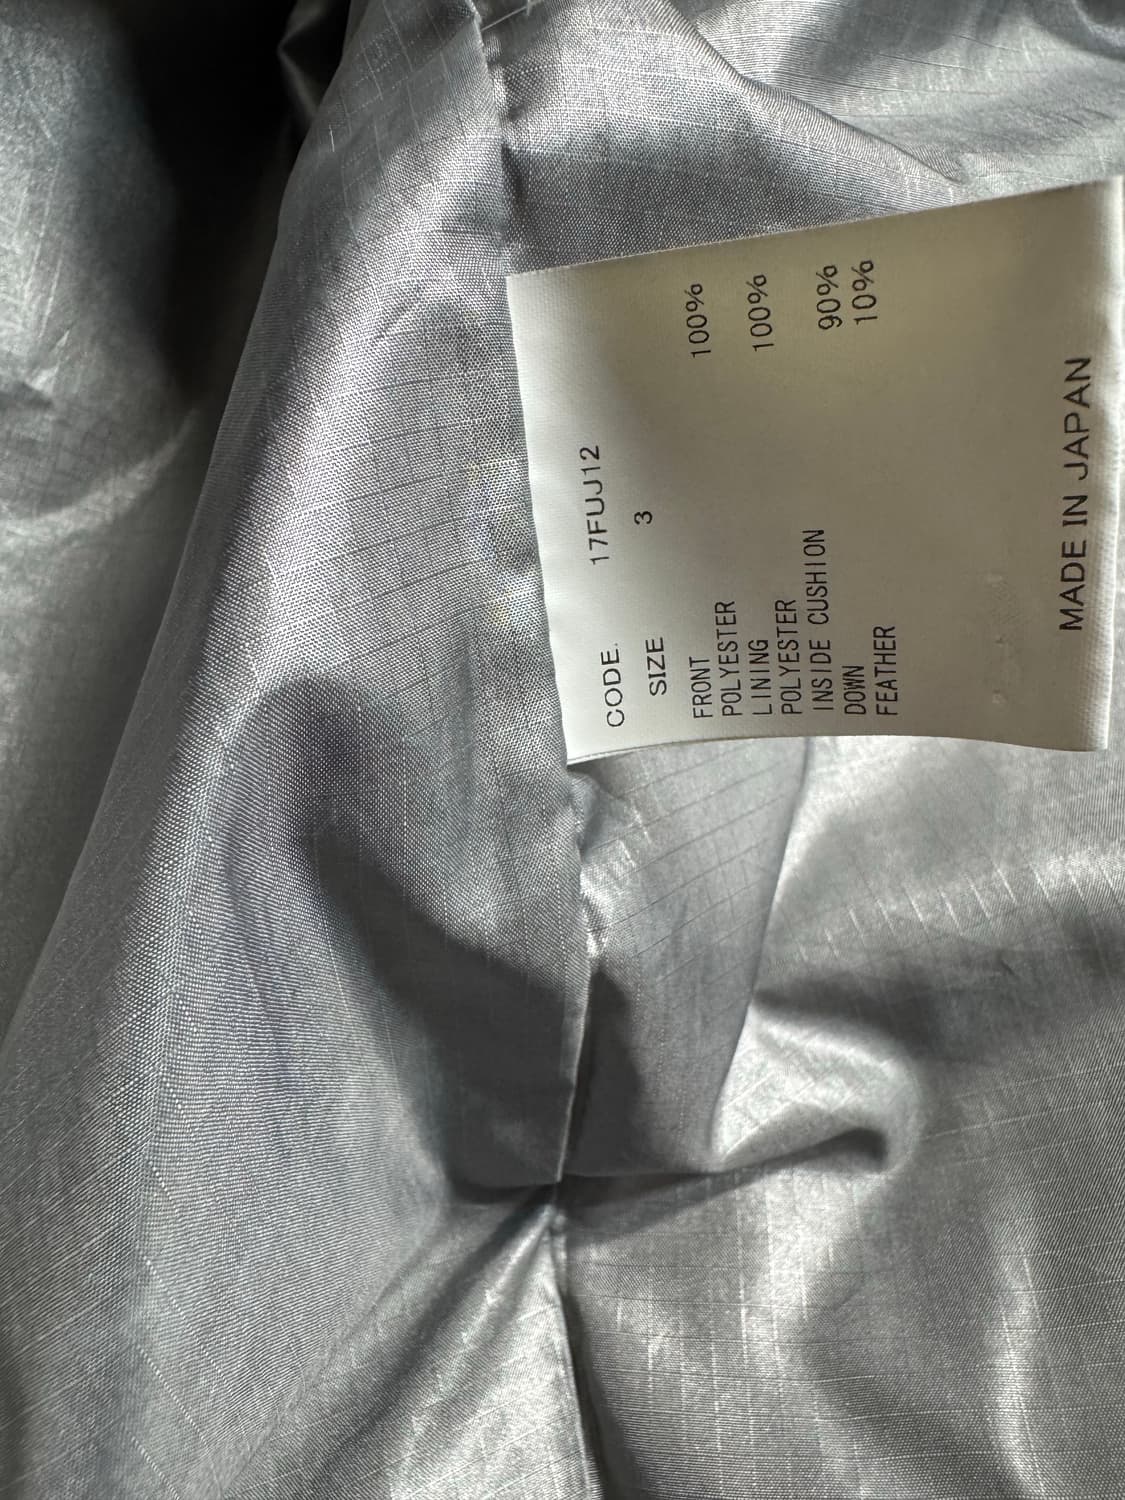 CODE. 17FUJ12
SIZE 3
FRONT
POLYESTER 100%
LINING
POLYESTER 100%
INSIDE CUSHION
DOWN 90%
FEATHER 10%
MADE IN JAPAN